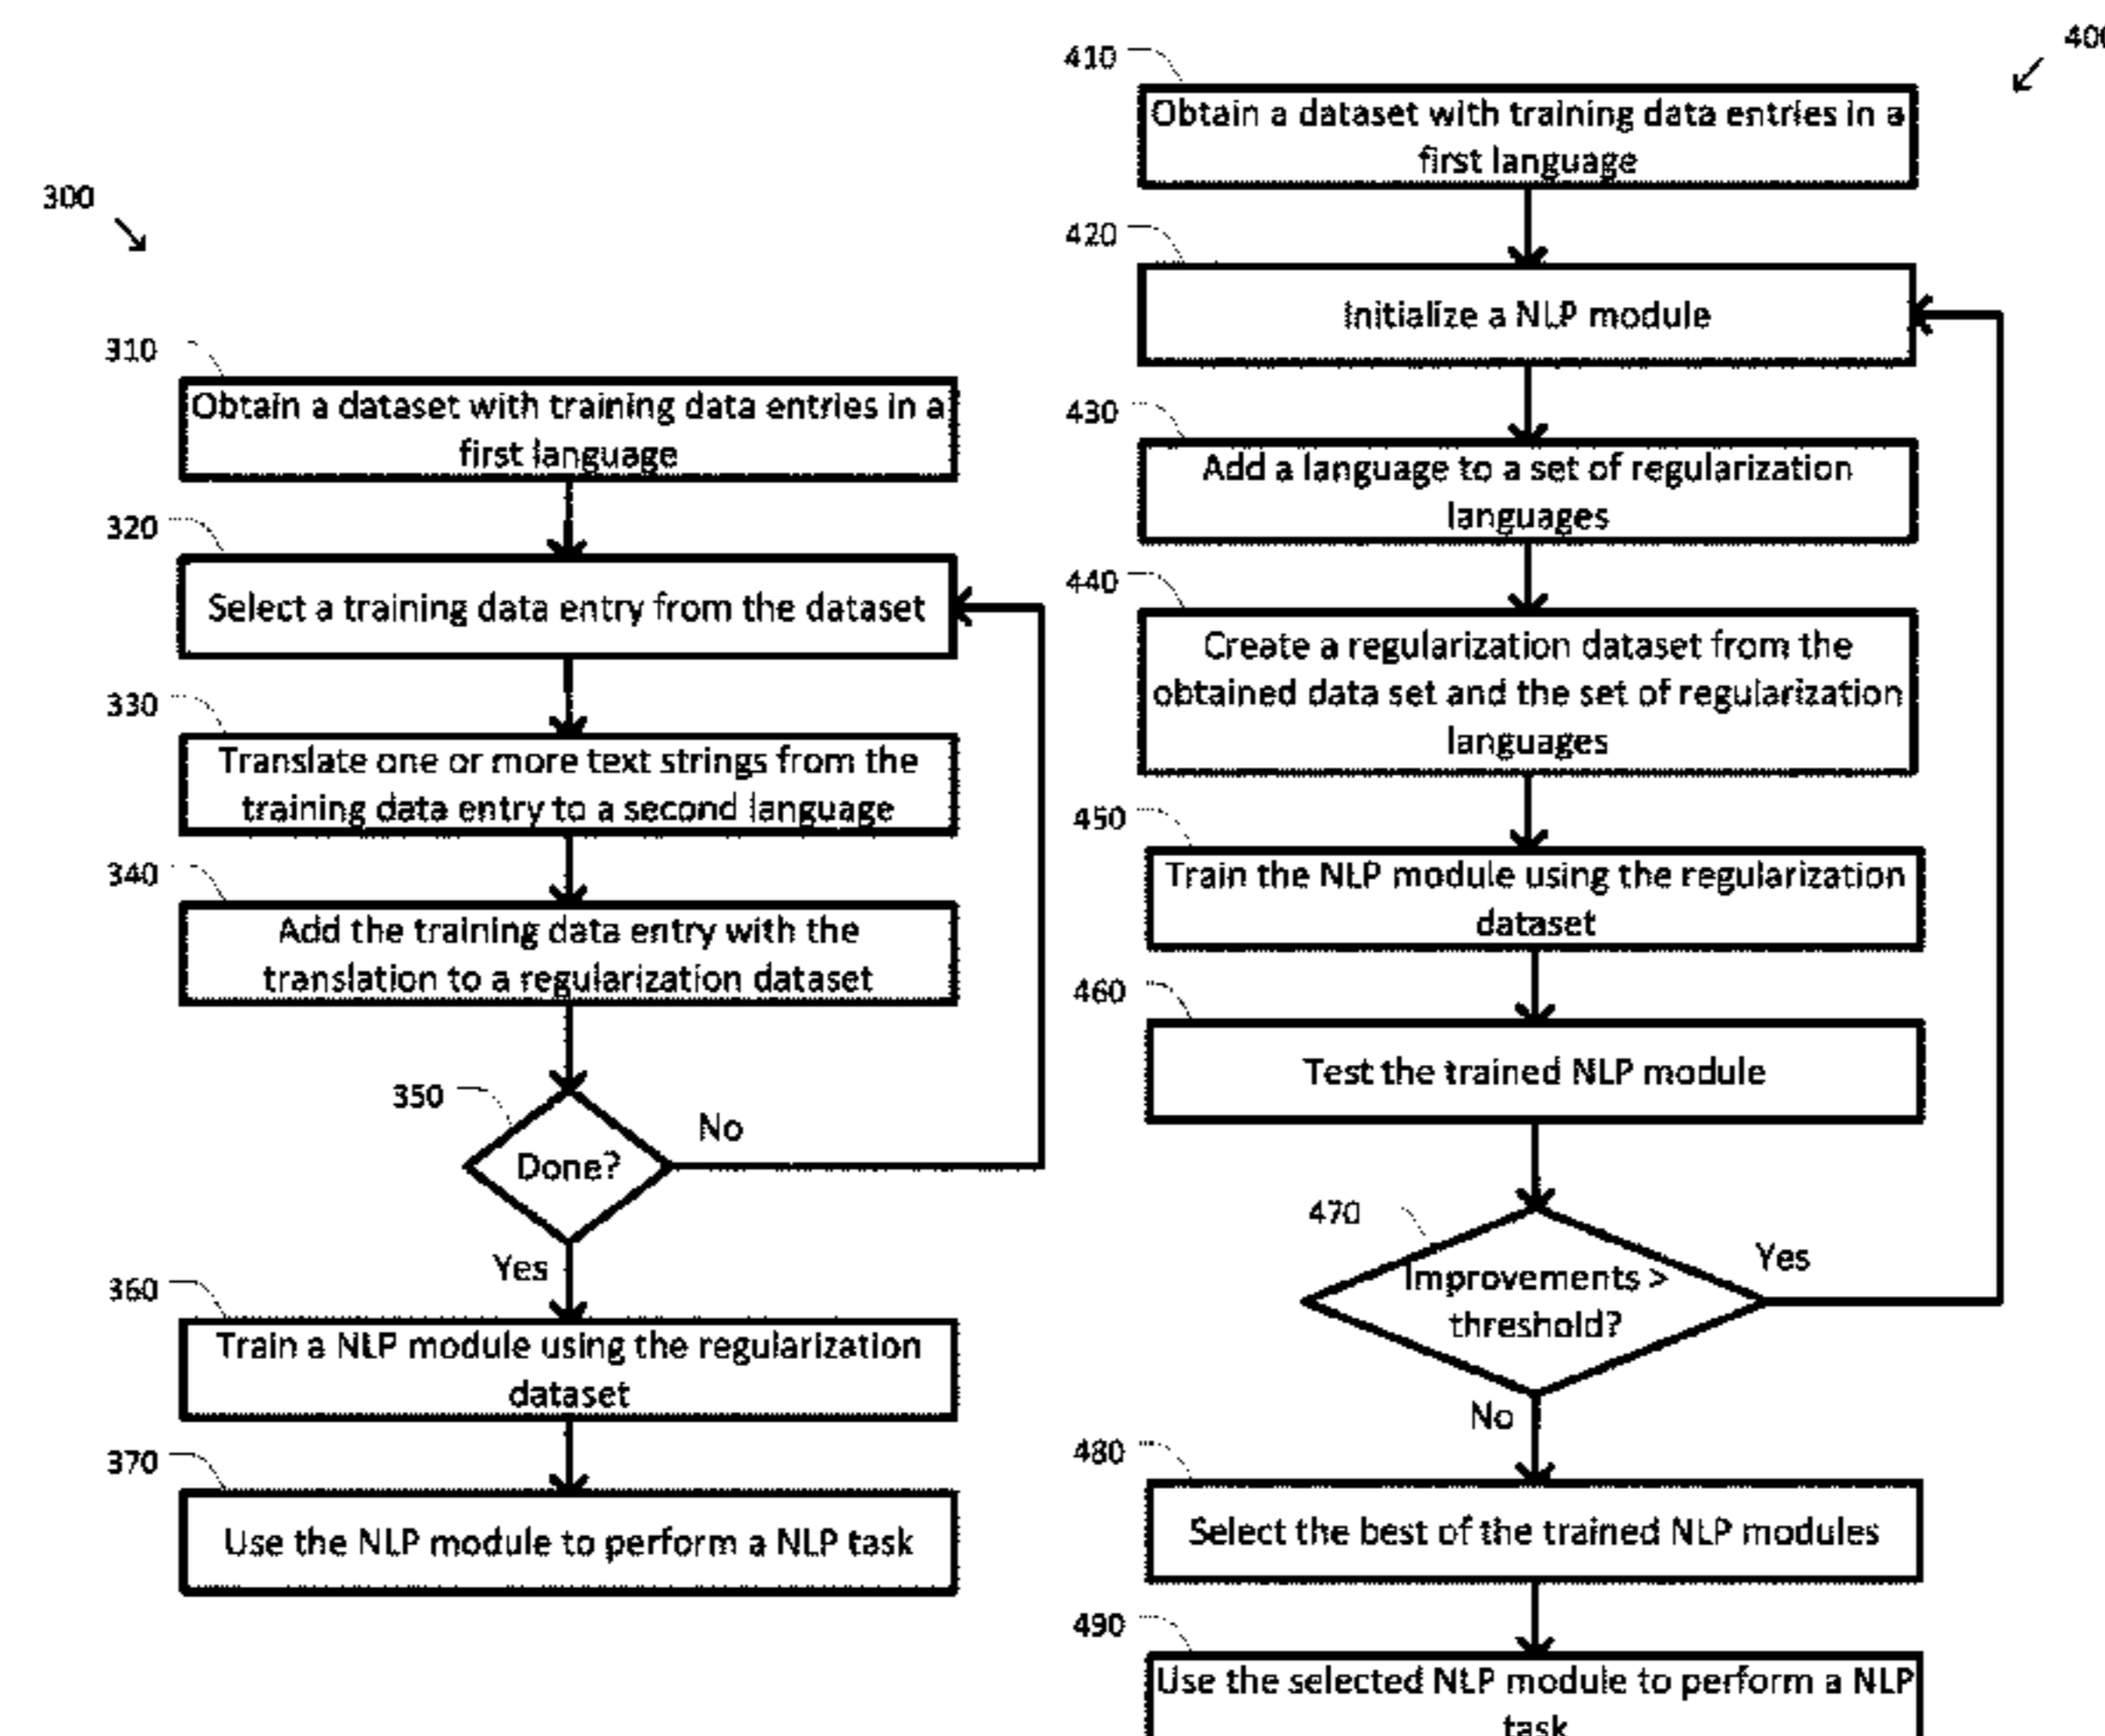 300
310
Obtain a dataset with training data entries in a
first language
320
Select a training data entry from the dataset
330
Translate one or more text strings from the
training data entry to a second language
340
Add the training data entry with the
translation to a regularization dataset
350
Done?
No
Yes
360
Train a NLP module using the regularization
dataset
370
Use the NLP module to perform a NLP task
400
410
Obtain a dataset with training data entries in a
first language
420
Initialize a NLP module
430
Add a language to a set of regularization
languages
440
Create a regularization dataset from the
obtained data set and the set of regularization
languages
450
Train the NLP module using the regularization
dataset
460
Test the trained NLP module
470
Improvements >
threshold?
Yes
No
480
Select the best of the trained NLP modules
490
Use the selected NLP module to perform a NLP
task